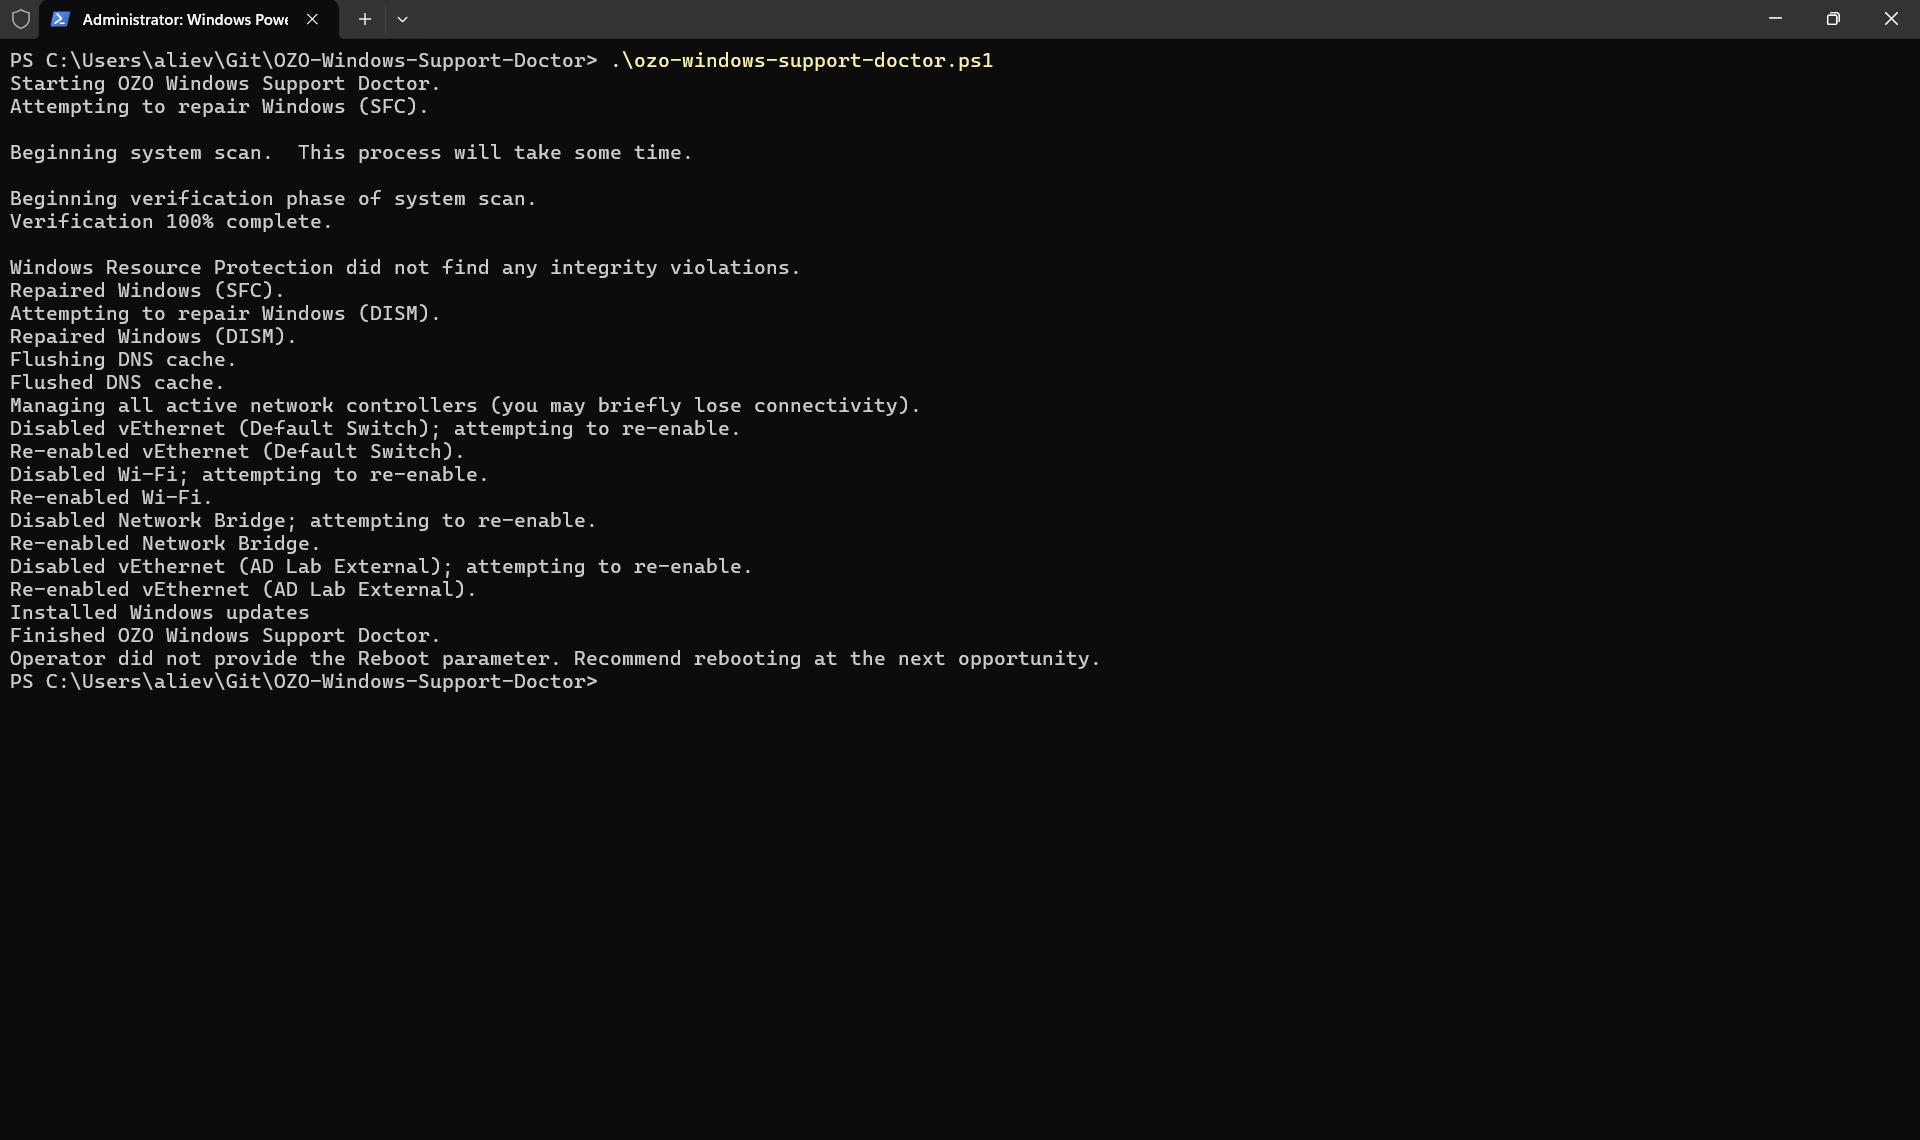 Administrator: Windows Powe
PS C:\Users\aliev\Git\OZO-Windows-Support-Doctor> .\ozo-windows-support-doctor.ps1
Starting OZO Windows Support Doctor.
Attempting to repair Windows (SFC).
Beginning system scan.  This process will take some time.
Beginning verification phase of system scan.
Verification 100% complete.
Windows Resource Protection did not find any integrity violations.
Repaired Windows (SFC).
Attempting to repair Windows (DISM).
Repaired Windows (DISM).
Flushing DNS cache.
Flushed DNS cache.
Managing all active network controllers (you may briefly lose connectivity).
Disabled vEthernet (Default Switch); attempting to re-enable.
Re-enabled vEthernet (Default Switch).
Disabled Wi-Fi; attempting to re-enable.
Re-enabled Wi-Fi.
Disabled Network Bridge; attempting to re-enable.
Re-enabled Network Bridge.
Disabled vEthernet (AD Lab External); attempting to re-enable.
Re-enabled vEthernet (AD Lab External).
Installed Windows updates
Finished OZO Windows Support Doctor.
Operator did not provide the Reboot parameter. Recommend rebooting at the next opportunity.
PS C:\Users\aliev\Git\OZO-Windows-Support-Doctor>